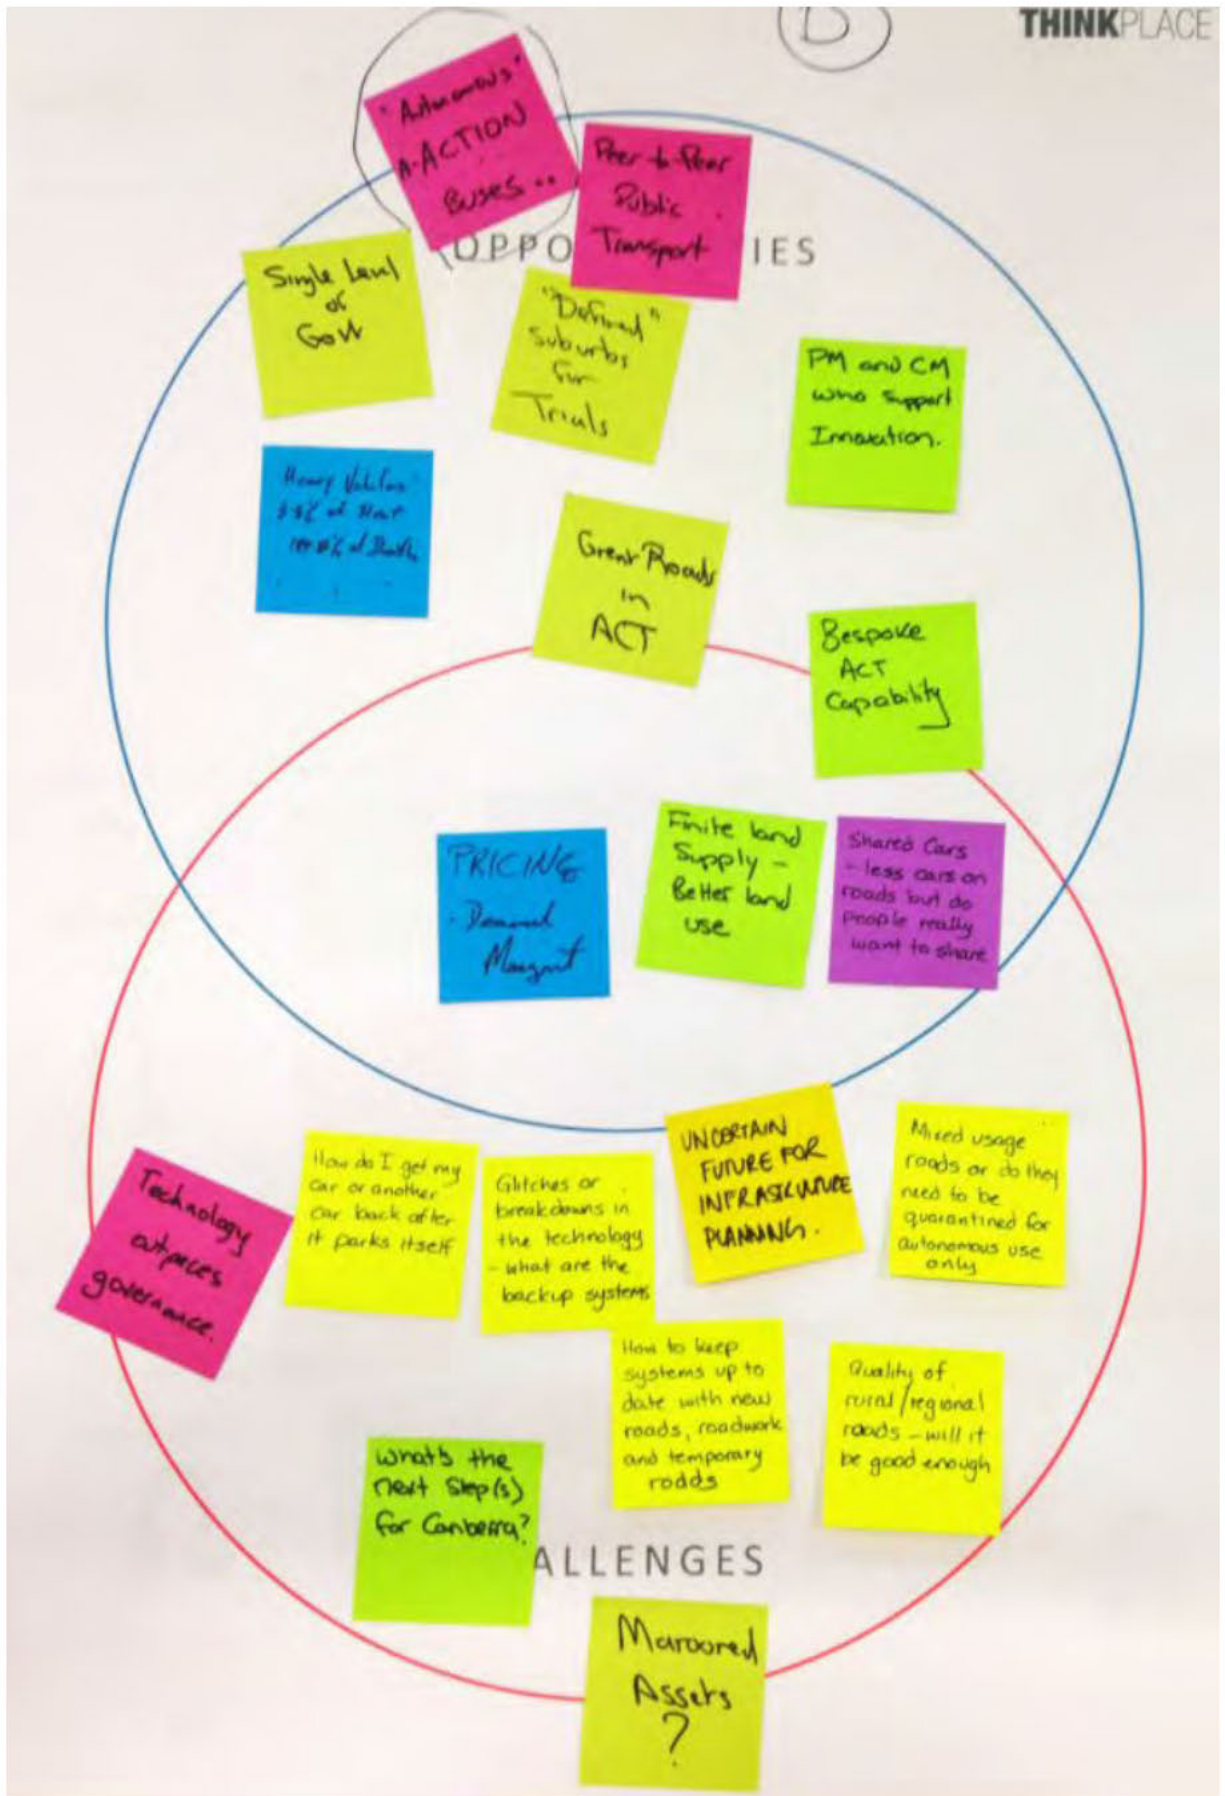 D
THINKPLACE
"Autonomous"
A-ACTION
Buses..
Peer to Peer
Public
Transport
OPPO
IES
Single Level
of
Govt
"Defined"
suburbs
for
Trials
PM and CM
who support
Innovation.
Heavy
Great Roads
in
ACT
Bespoke
ACT
Capability
PRICING
- Demand
Mangmt
Finite land
Supply -
Better land
use
Shared Cars
- less cars on
roads but do
people really
want to share
UNCERTAIN
FUTURE FOR
INFRASTRUCTURE
PLANNING.
Mixed usage
roads or do they
need to be
quarantined for
autonomous use
only
How do I get my
car or another
car back after
it parks itself
Glitches or
breakdowns in
the technology
- what are the
backup systems
Technology
outpaces
governance.
How to keep
systems up to
date with new
roads, roadwork
and temporary
rodds
Quality of
rural/regional
roads - will it
be good enough
what's the
next step(s)
for Canberra?
ALLENGES
Maroored
Assets
?